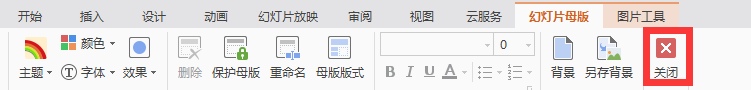 开始 插入 设计 动画 幻灯片放映 审阅 视图 云服务 幻灯片母版 图片工具
颜色 0
主题 字体 效果 删除 保护母版 重命名 母版版式 B I U A 背景 另存背景 关闭